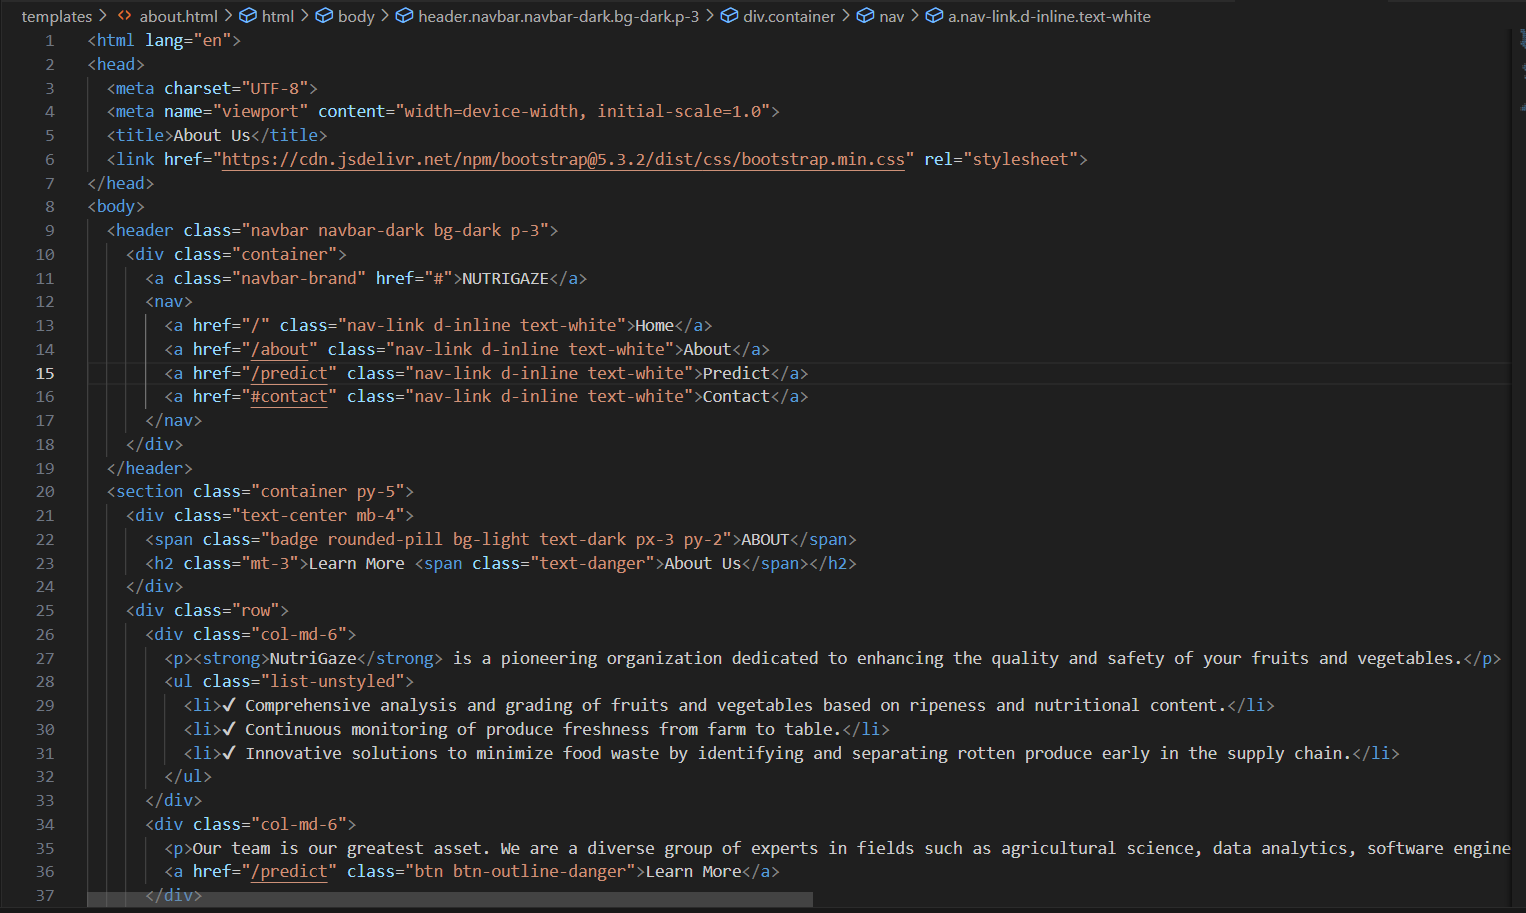 templates > about.html > html > body > header.navbar.navbar-dark.bg-dark.p-3 > div.container > nav > a.nav-link.d-inline.text-white
1 <html lang="en">
2 <head>
3 <meta charset="UTF-8">
4 <meta name="viewport" content="width=device-width, initial-scale=1.0">
5 <title>About Us</title>
6 <link href="https://cdn.jsdelivr.net/npm/bootstrap@5.3.2/dist/css/bootstrap.min.css" rel="stylesheet">
7 </head>
8 <body>
9 <header class="navbar navbar-dark bg-dark p-3">
10 <div class="container">
11 <a class="navbar-brand" href="#">NUTRIGAZE</a>
12 <nav>
13 <a href="/" class="nav-link d-inline text-white">Home</a>
14 <a href="/about" class="nav-link d-inline text-white">About</a>
15 <a href="/predict" class="nav-link d-inline text-white">Predict</a>
16 <a href="#contact" class="nav-link d-inline text-white">Contact</a>
17 </nav>
18 </div>
19 </header>
20 <section class="container py-5">
21 <div class="text-center mb-4">
22 <span class="badge rounded-pill bg-light text-dark px-3 py-2">ABOUT</span>
23 <h2 class="mt-3">Learn More <span class="text-danger">About Us</span></h2>
24 </div>
25 <div class="row">
26 <div class="col-md-6">
27 <p><strong>NutriGaze</strong> is a pioneering organization dedicated to enhancing the quality and safety of your fruits and vegetables.</p>
28 <ul class="list-unstyled">
29 <li>✔ Comprehensive analysis and grading of fruits and vegetables based on ripeness and nutritional content.</li>
30 <li>✔ Continuous monitoring of produce freshness from farm to table.</li>
31 <li>✔ Innovative solutions to minimize food waste by identifying and separating rotten produce early in the supply chain.</li>
32 </ul>
33 </div>
34 <div class="col-md-6">
35 <p>Our team is our greatest asset. We are a diverse group of experts in fields such as agricultural science, data analytics, software engine
36 <a href="/predict" class="btn btn-outline-danger">Learn More</a>
37 </div>